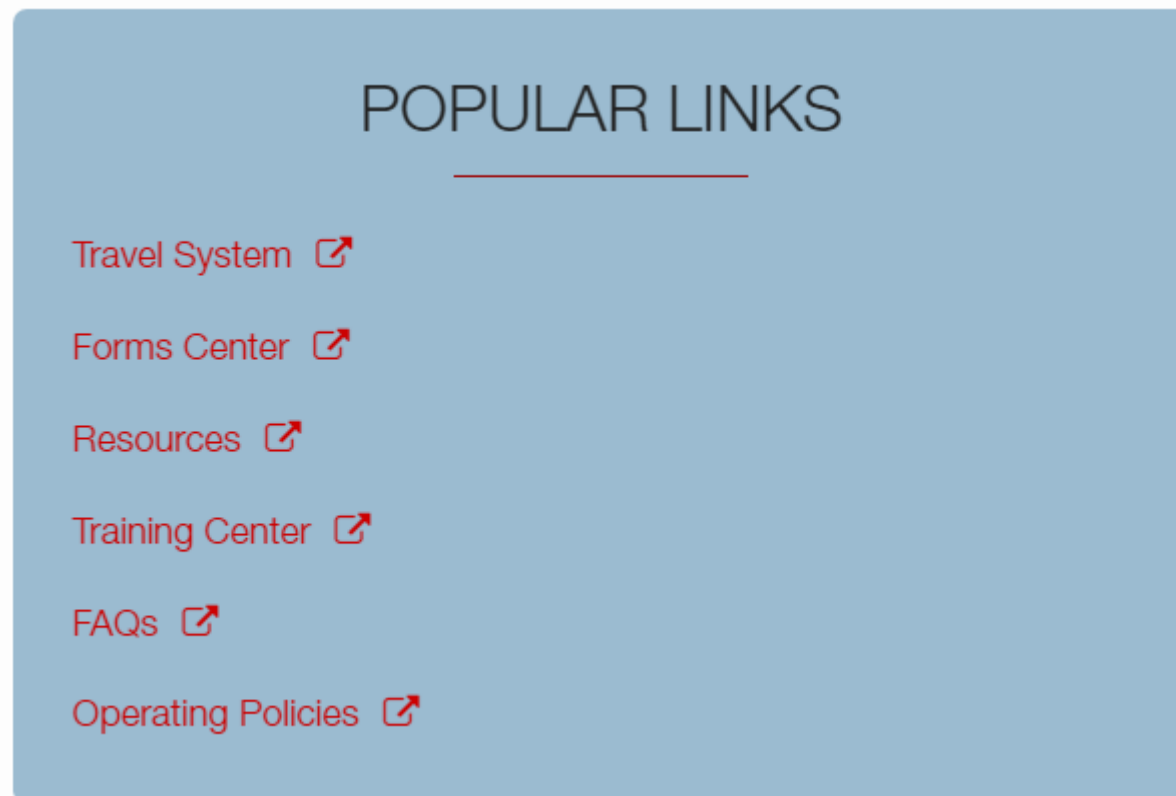 POPULAR LINKS
Travel System
Forms Center
Resources
Training Center
FAQs
Operating Policies